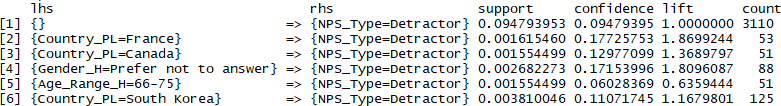 lhs rhs support confidence lift count
[1] {} => {NPS_Type=Detractor} 0.094793953 0.09479395 1.0000000 3110
[2] {Country_PL=France} => {NPS_Type=Detractor} 0.001615460 0.17725753 1.8699244 53
[3] {Country_PL=Canada} => {NPS_Type=Detractor} 0.001554499 0.12977099 1.3689797 51
[4] {Gender_H=Prefer not to answer} => {NPS_Type=Detractor} 0.002682273 0.17153996 1.8096087 88
[5] {Age_Range_H=66-75} => {NPS_Type=Detractor} 0.001554499 0.06028369 0.6359444 51
[6] {Country_PL=South Korea} => {NPS_Type=Detractor} 0.003810046 0.11071745 1.1679801 125